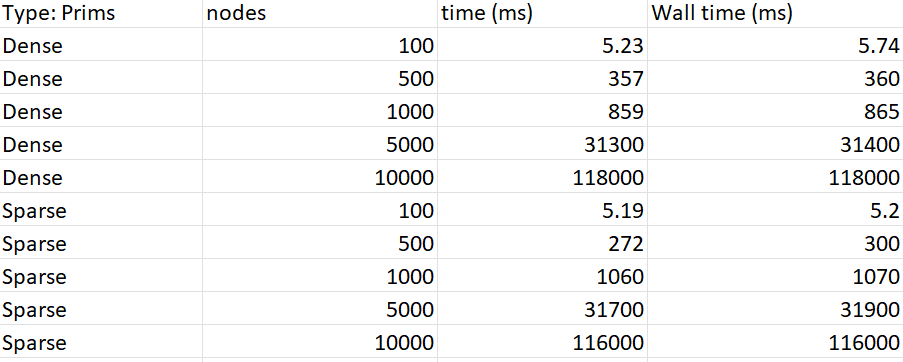 Type: Prims nodes time (ms) Wall time (ms)
Dense 100 5.23 5.74
Dense 500 357 360
Dense 1000 859 865
Dense 5000 31300 31400
Dense 10000 118000 118000
Sparse 100 5.19 5.2
Sparse 500 272 300
Sparse 1000 1060 1070
Sparse 5000 31700 31900
Sparse 10000 116000 116000